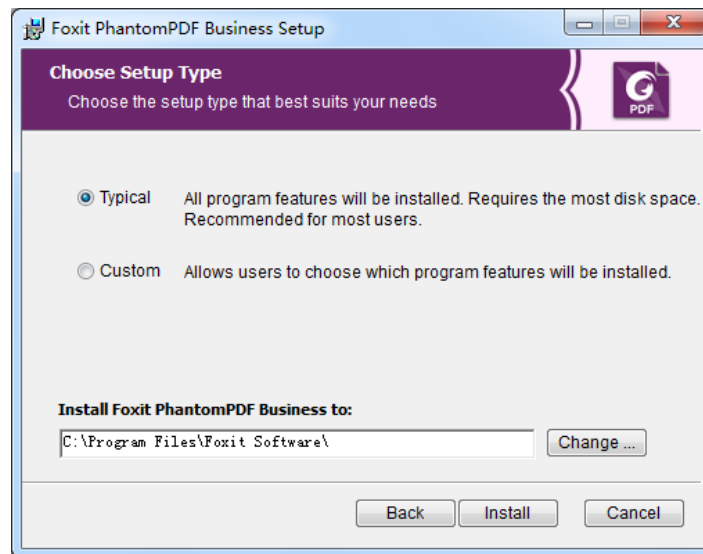 Foxit PhantomPDF Business Setup
Choose Setup Type
Choose the setup type that best suits your needs
PDF
Typical
All program features will be installed. Requires the most disk space.
Recommended for most users.
Custom
Allows users to choose which program features will be installed.
Install Foxit PhantomPDF Business to:
C:\Program Files\Foxit Software\
Change ...
Back
Install
Cancel